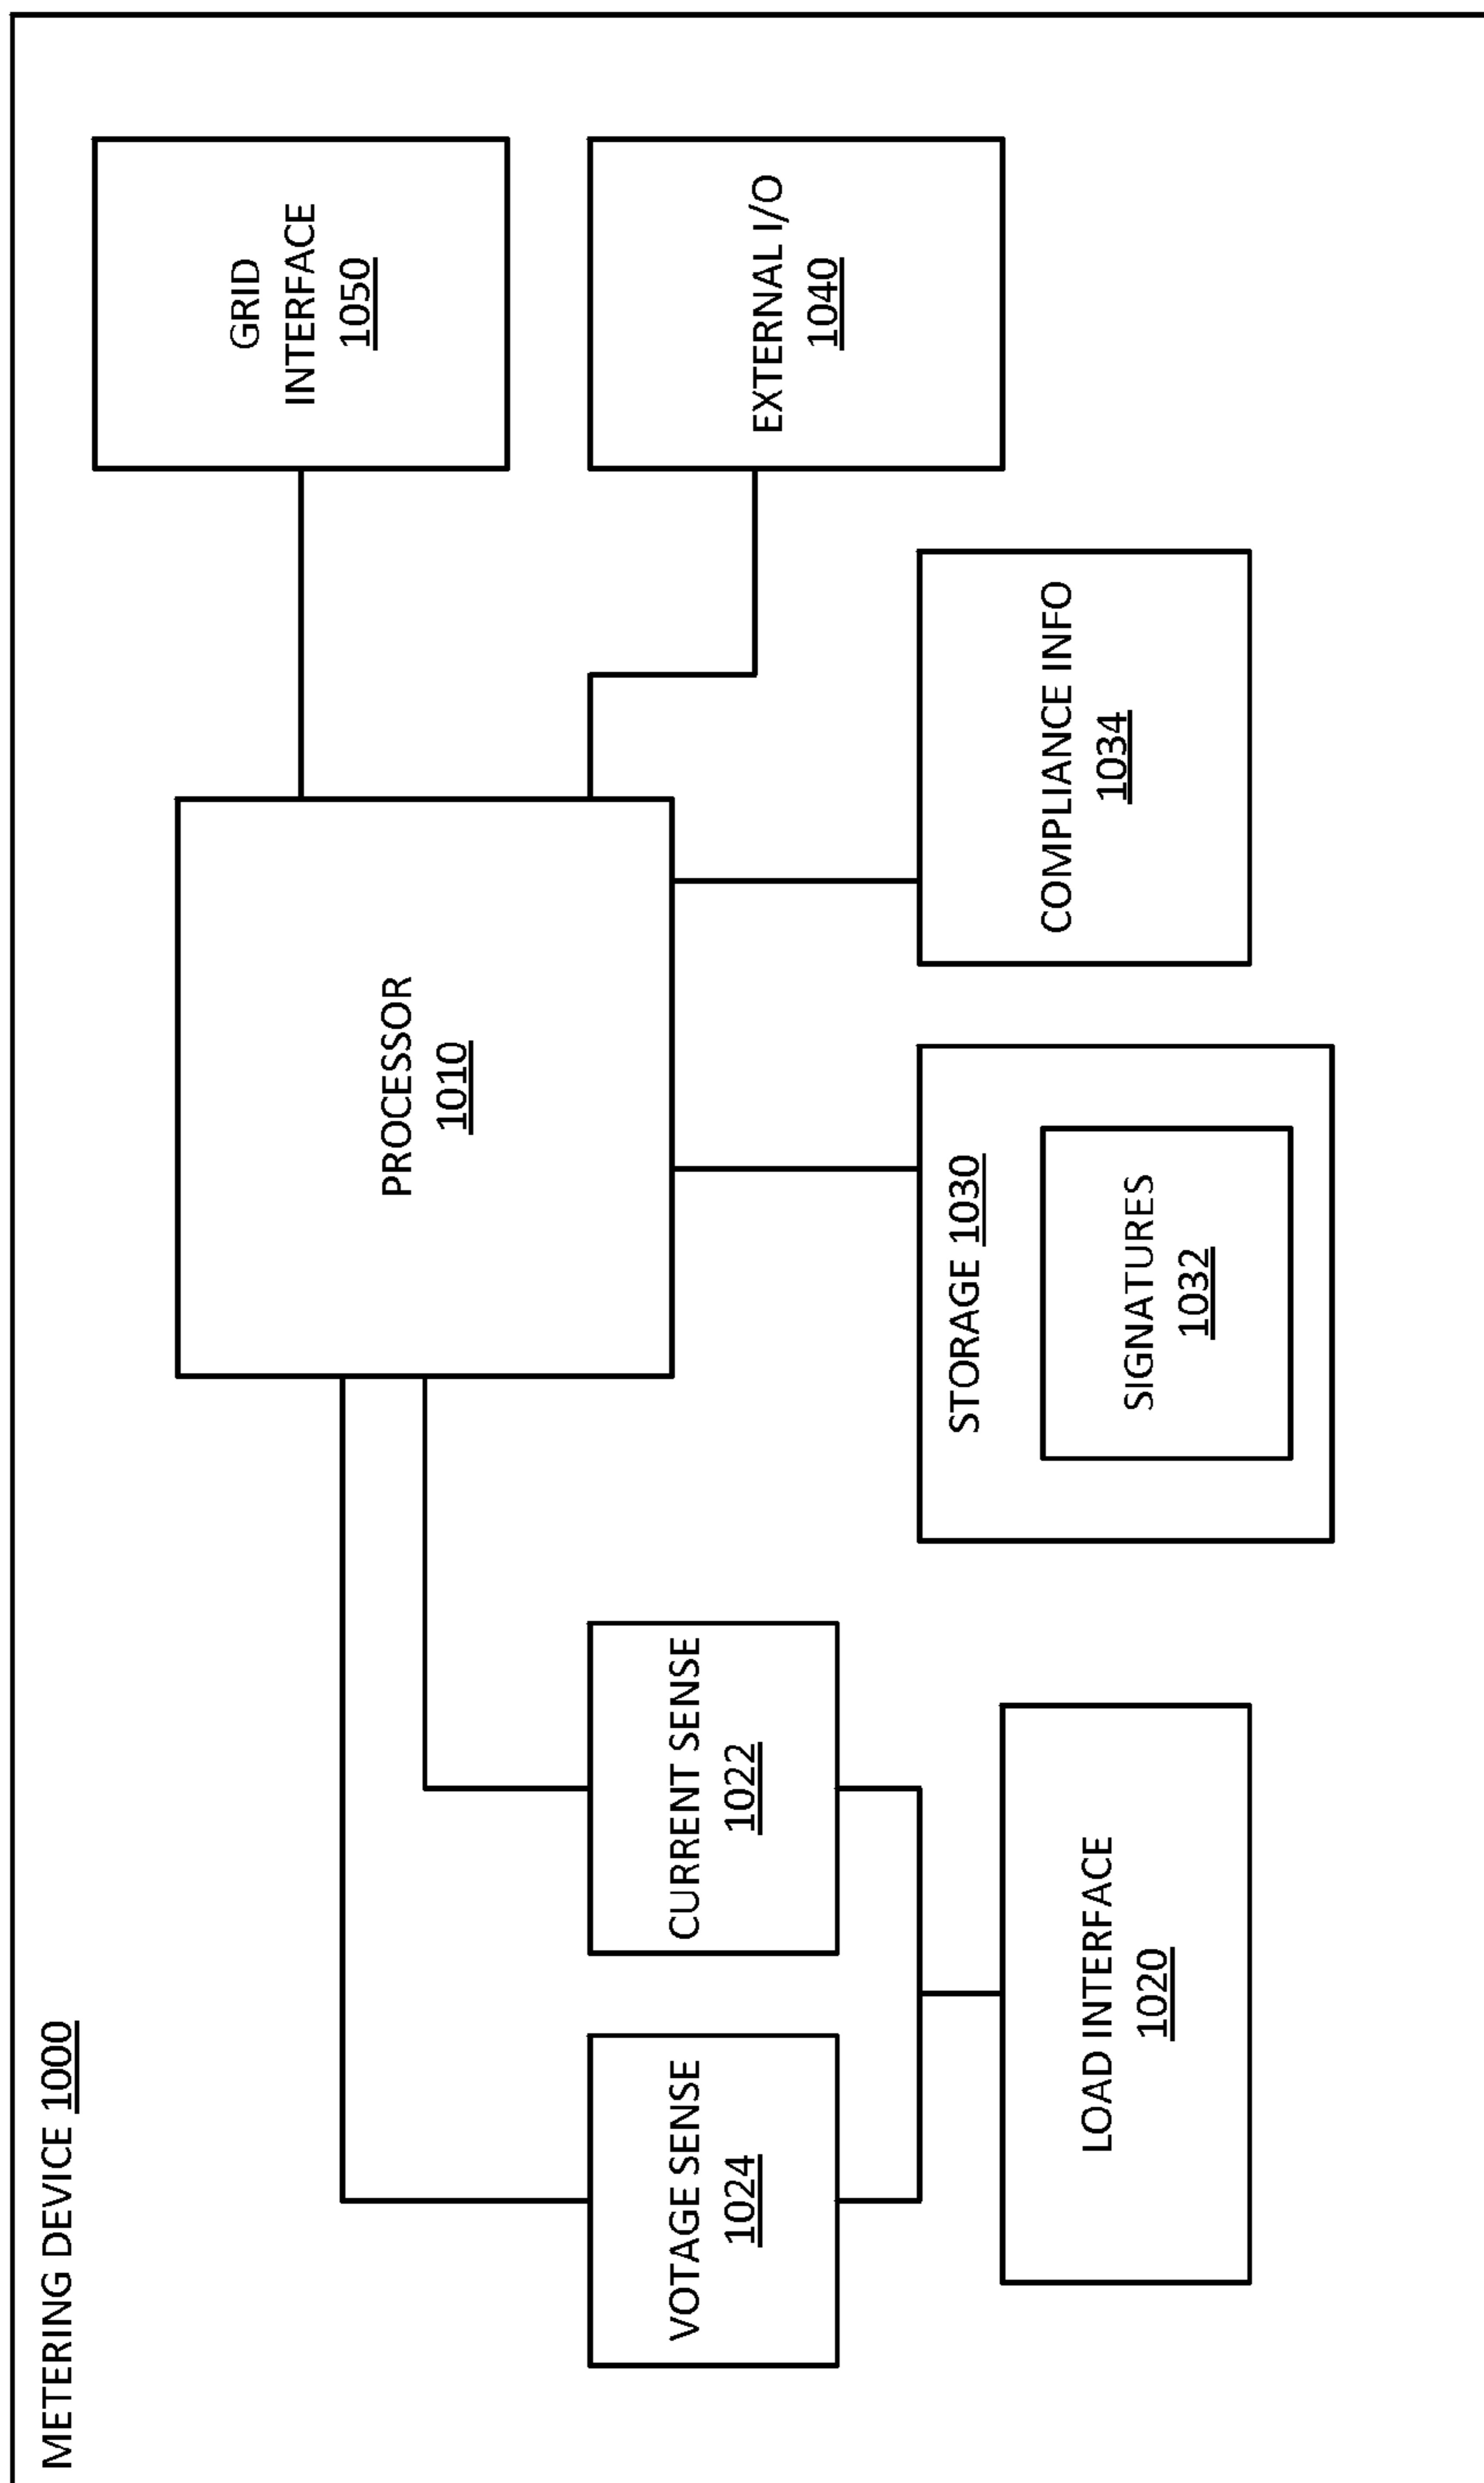 METERING DEVICE 1000
PROCESSOR
1010
GRID
INTERFACE
1050
VOTAGE SENSE
1024
CURRENT SENSE
1022
EXTERNAL I/O
1040
STORAGE 1030
SIGNATURES
1032
COMPLIANCE INFO
1034
LOAD INTERFACE
1020